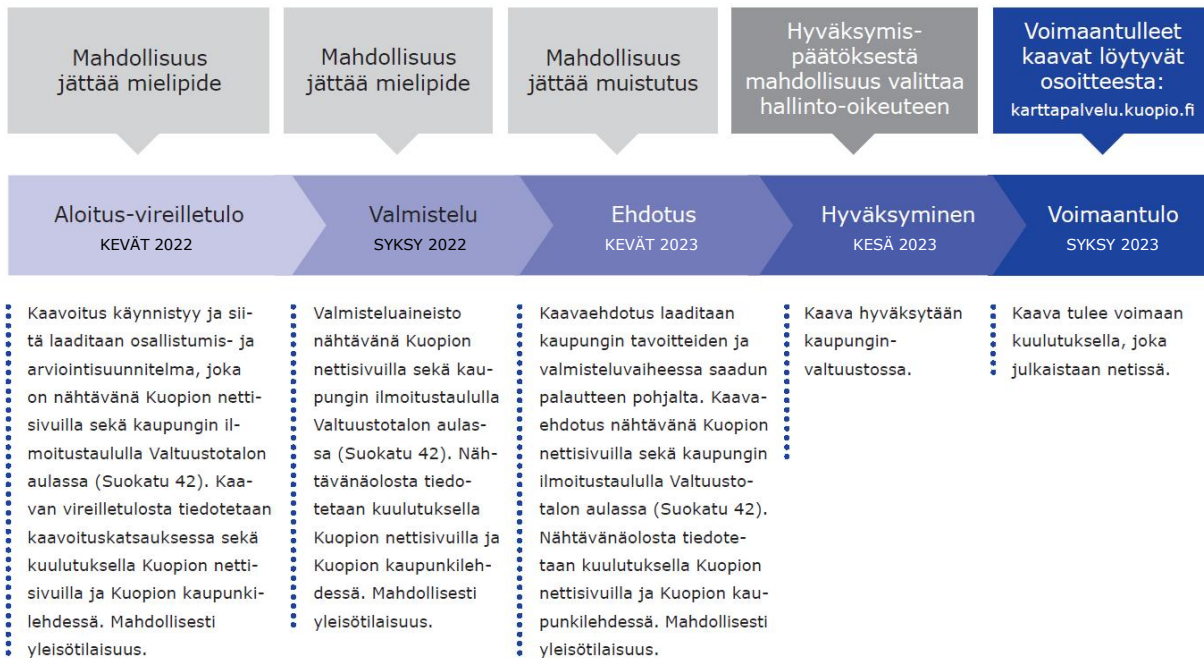 Mahdollisuus
jättää mielipide
Mahdollisuus
jättää mielipide
Mahdollisuus
jättää muistutus
Hyväksymis-
päätöksestä
mahdollisuus valittaa
hallinto-oikeuteen
Voimaantulleet
kaavat löytyvät
osoitteesta:
karttapalvelu.kuopio.fi
Aloitus-vireilletulo
KEVÄT 2022
Valmistelu
SYKSY 2022
Ehdotus
KEVÄT 2023
Hyväksyminen
KESÄ 2023
Voimaantulo
SYKSY 2023
Kaavoitus käynnistyy ja sii-
tä laaditaan osallistumis- ja
arviointisuunnitelma, joka
on nähtävänä Kuopion netti-
sivuilla sekä kaupungin il-
moitustaululla Valtuustotalon
aulassa (Suokatu 42). Kaa-
van vireilletulosta tiedotetaan
kaavoituskatsauksessa sekä
kuulutuksella Kuopion netti-
sivuilla ja Kuopion kaupunki-
lehdessä. Mahdollisesti
yleisötilaisuus.
Valmisteluaineisto
nähtävänä Kuopion
nettisivuilla sekä kau-
pungin ilmoitustaululla
Valtuustotalon aulas-
sa (Suokatu 42). Näh-
tävänäolosta tiedo-
tetaan kuulutuksella
Kuopion nettisivuilla ja
Kuopion kaupunkileh-
dessä. Mahdollisesti
yleisötilaisuus.
Kaavaehdotus laaditaan
kaupungin tavoitteiden ja
valmisteluvaiheessa saadun
palautteen pohjalta. Kaava-
ehdotus nähtävänä Kuopion
nettisivuilla sekä kaupungin
ilmoitustaululla Valtuusto-
talon aulassa (Suokatu 42).
Nähtävänäolosta tiedote-
taan kuulutuksella Kuopion
nettisivuilla ja Kuopion kau-
punkilehdessä. Mahdollisesti
yleisötilaisuus.
Kaava hyväksytään
kaupungin-
valtuustossa.
Kaava tulee voimaan
kuulutuksella, joka
julkaistaan netissä.